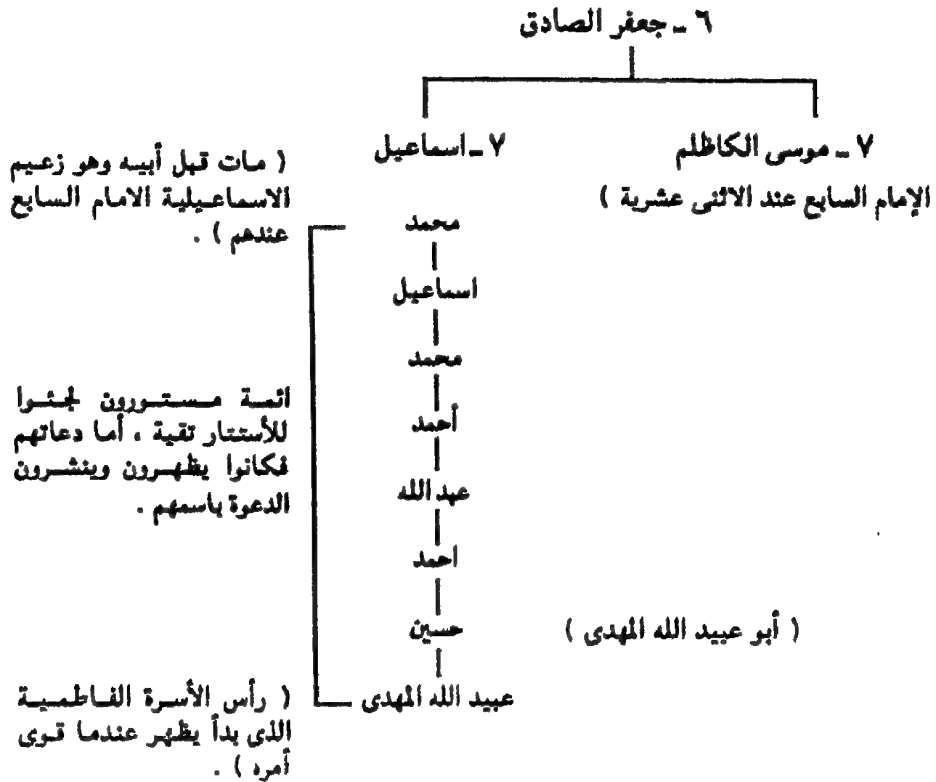 ٦ ـ جعفر الصادق
٧ ـ موسى الكاظلم
الإمام السابع عند الاثنى عشرية )
٧ ـ اسماعيل
( مات قبل أبيه وهو زعيم
الاسماعيلية الامام السابع
عندهم ) .
محمد
اسماعيل
محمد
أحمد
عبد الله
احمد
حسين
( أبو عبيد الله المهدى )
عبيد الله المهدى
ائمة مستورون لجئوا
للأستتار تقية ، أما دعاتهم
فكانوا يظهرون وينشرون
الدعوة باسمهم .
( رأس الأسرة الفاطمية
الذى بدأ يظهر عندما قوى
أمره ) .